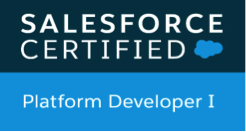 SALESFORCE
CERTIFIED
Platform Developer I